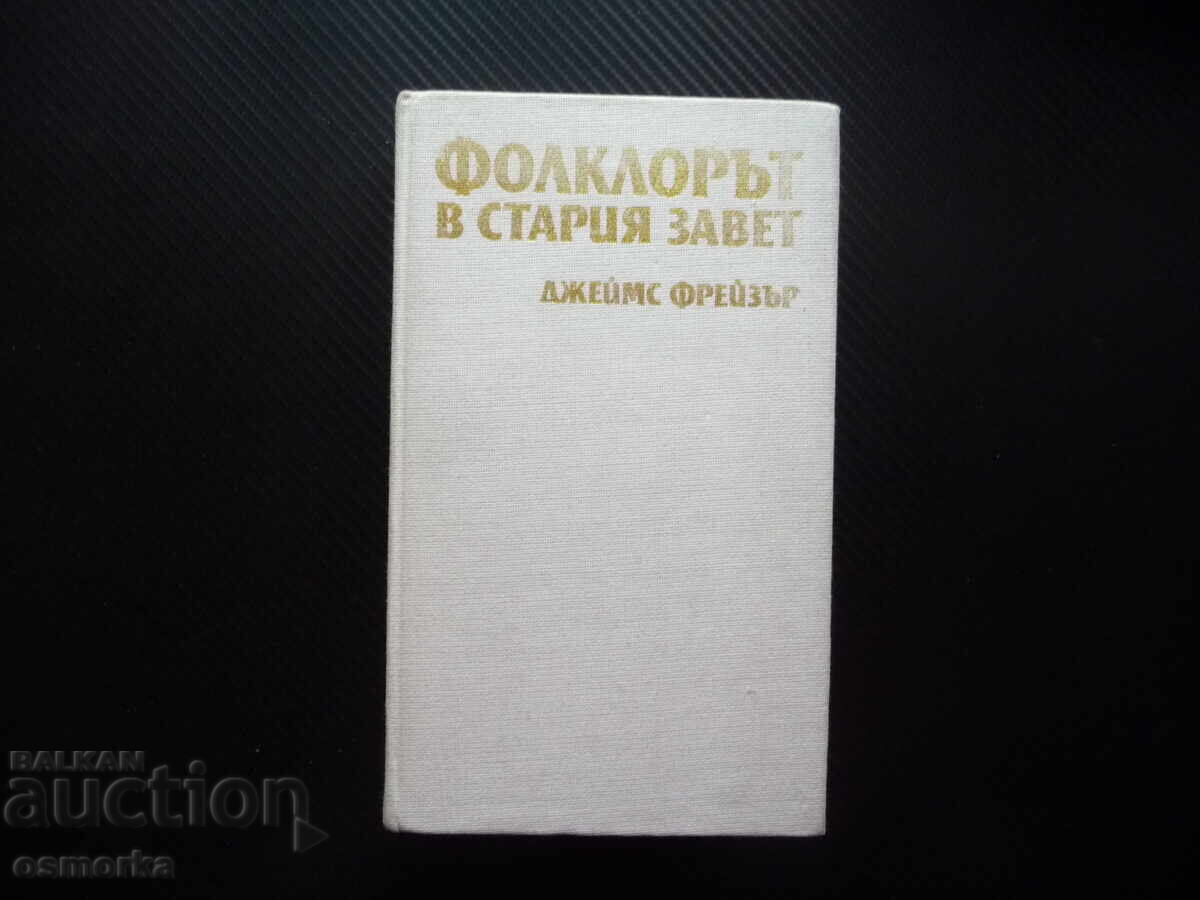 ФОЛКЛОРЪТ
В СТАРИЯ ЗАВЕТ
ДЖЕЙМС ФРЕЙЗЪР
BALKAN
auction
osmorka